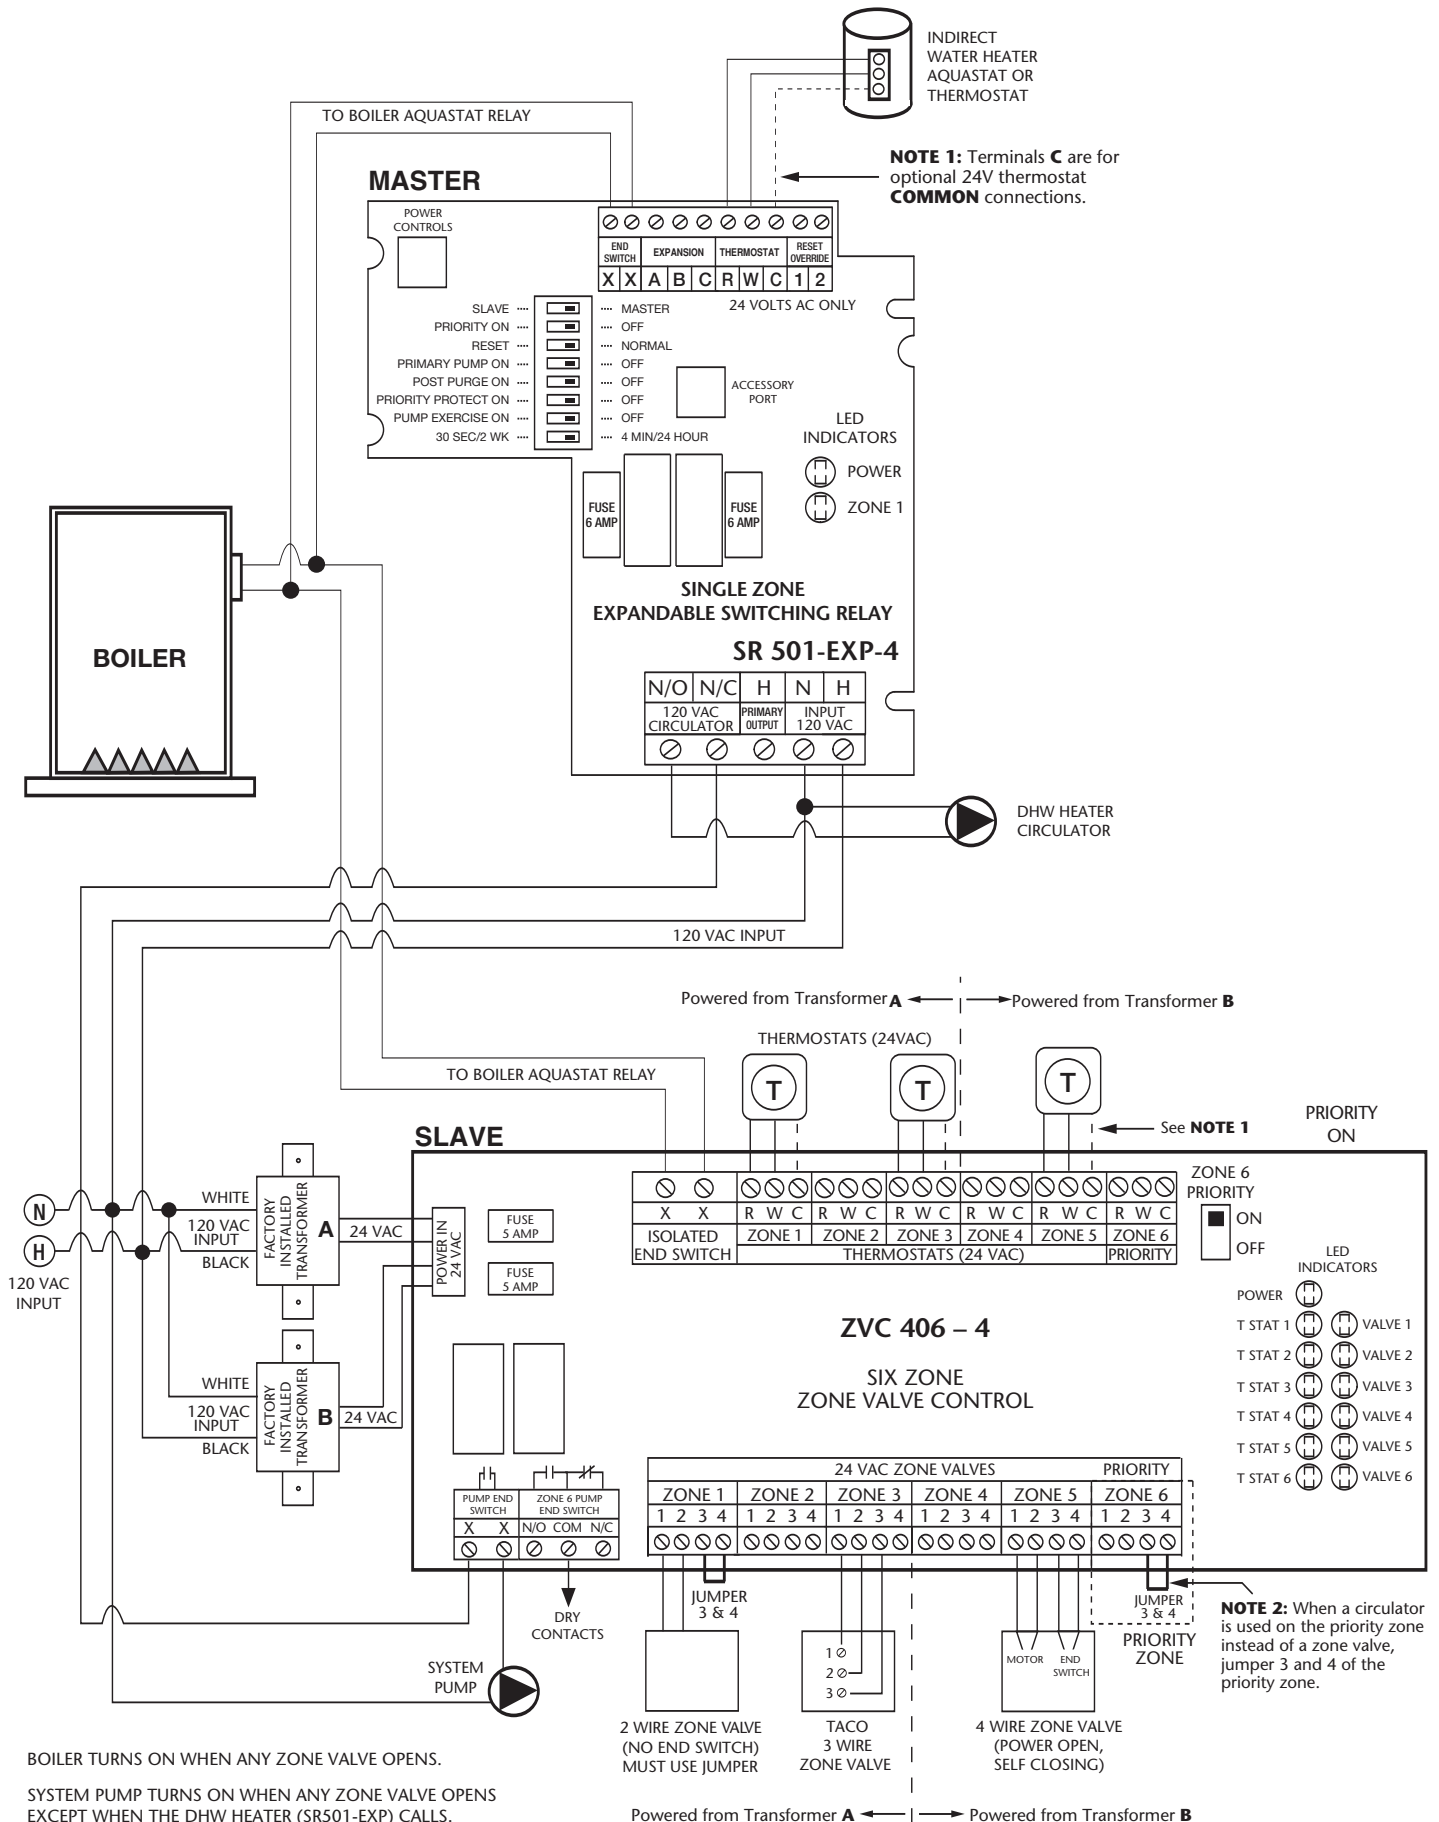 INDIRECT
WATER HEATER
AQUASTAT OR
THERMOSTAT
TO BOILER AQUASTAT RELAY
NOTE 1: Terminals C are for
optional 24V thermostat
COMMON connections.
MASTER
POWER
CONTROLS
END
SWITCH
EXPANSION
THERMOSTAT
RESET
OVERRIDE
X X A B C R W C 1 2
24 VOLTS AC ONLY
SLAVE .... .... MASTER
PRIORITY ON .... .... OFF
RESET .... .... NORMAL
PRIMARY PUMP ON .... .... OFF
POST PURGE ON .... .... OFF
PRIORITY PROTECT ON .... .... OFF
PUMP EXERCISE ON .... .... OFF
30 SEC/2 WK .... .... 4 MIN/24 HOUR
ACCESSORY
PORT
LED
INDICATORS
POWER
ZONE 1
FUSE
6 AMP
FUSE
6 AMP
SINGLE ZONE
EXPANDABLE SWITCHING RELAY
SR 501-EXP-4
BOILER
N/O N/C H N H
120 VAC
CIRCULATOR
PRIMARY
OUTPUT
INPUT
120 VAC
DHW HEATER
CIRCULATOR
120 VAC INPUT
Powered from Transformer A
Powered from Transformer B
THERMOSTATS (24VAC)
T T T
TO BOILER AQUASTAT RELAY
See NOTE 1
PRIORITY
ON
SLAVE
N
H
120 VAC
INPUT
WHITE
120 VAC
INPUT
BLACK
FACTORY
INSTALLED
TRANSFORMER
A
24 VAC
POWER IN
24 VAC
FUSE
5 AMP
FUSE
5 AMP
X X
ISOLATED
END SWITCH
R W C R W C R W C R W C R W C R W C
ZONE 1 ZONE 2 ZONE 3 ZONE 4 ZONE 5 ZONE 6
THERMOSTATS (24 VAC) PRIORITY
ZONE 6
PRIORITY
ON
OFF
LED
INDICATORS
POWER
T STAT 1 VALVE 1
T STAT 2 VALVE 2
T STAT 3 VALVE 3
T STAT 4 VALVE 4
T STAT 5 VALVE 5
T STAT 6 VALVE 6
ZVC 406 – 4
SIX ZONE
ZONE VALVE CONTROL
WHITE
120 VAC
INPUT
BLACK
FACTORY
INSTALLED
TRANSFORMER
B
24 VAC
PUMP END
SWITCH
X X
ZONE 6 PUMP
END SWITCH
N/O COM N/C
24 VAC ZONE VALVES PRIORITY
ZONE 1 ZONE 2 ZONE 3 ZONE 4 ZONE 5 ZONE 6
1 2 3 4 1 2 3 4 1 2 3 4 1 2 3 4 1 2 3 4 1 2 3 4
JUMPER
3 & 4
DRY
CONTACTS
SYSTEM
PUMP
1
2
3
MOTOR
END
SWITCH
JUMPER
3 & 4
PRIORITY
ZONE
NOTE 2: When a circulator
is used on the priority zone
instead of a zone valve,
jumper 3 and 4 of the
priority zone.
2 WIRE ZONE VALVE
(NO END SWITCH)
MUST USE JUMPER
TACO
3 WIRE
ZONE VALVE
4 WIRE ZONE VALVE
(POWER OPEN,
SELF CLOSING)
BOILER TURNS ON WHEN ANY ZONE VALVE OPENS.
SYSTEM PUMP TURNS ON WHEN ANY ZONE VALVE OPENS
EXCEPT WHEN THE DHW HEATER (SR501-EXP) CALLS.
Powered from Transformer A
Powered from Transformer B